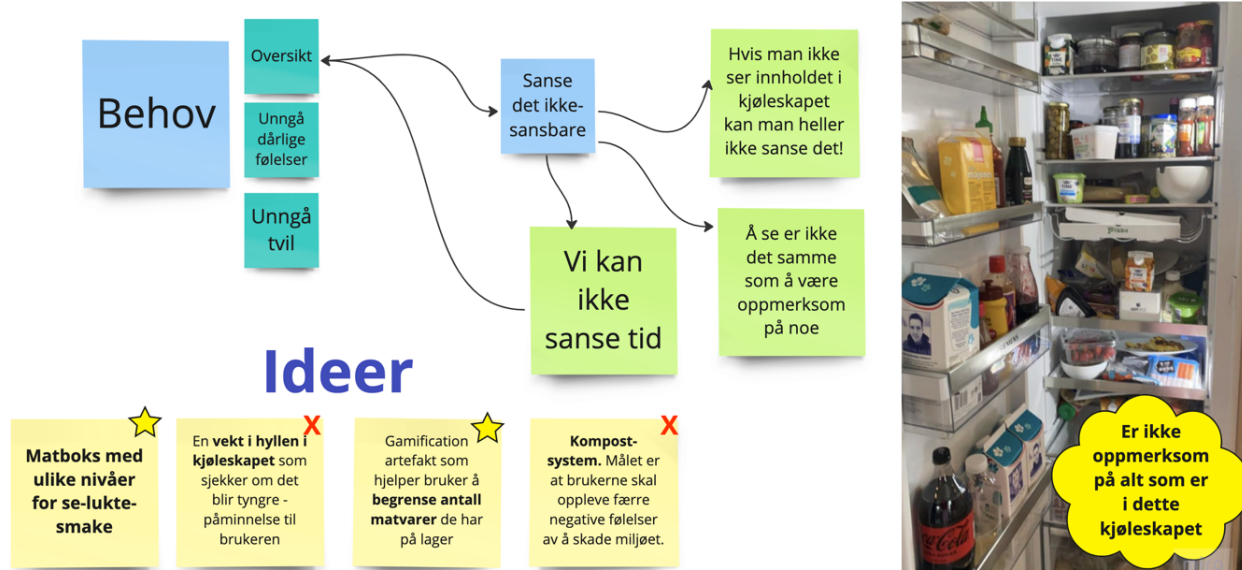 Behov
Oversikt
Unngå
dårlige
følelser
Unngå
tvil
Sanse
det ikke-
sansbare
Hvis man ikke
ser innholdet i
kjøleskapet
kan man heller
ikke sanse det!
Å se er ikke
det samme
som å være
oppmerksom
på noe
Vi kan
ikke
sanse tid
Ideer
Matboks med
ulike nivåer
for se-lukte-
smake
X
En vekt i hyllen i
kjøleskapet som
sjekker om det
blir tyngre -
påminnelse til
brukeren
Gamification
artefakt som
hjelper bruker å
begrense antall
matvarer de har
på lager
X
Kompost-
system. Målet er
at brukerne skal
oppleve færre
negative følelser
av å skade miljøet.
Er ikke
oppmerksom
på alt som er
i dette
kjøleskapet
Coca-Cola